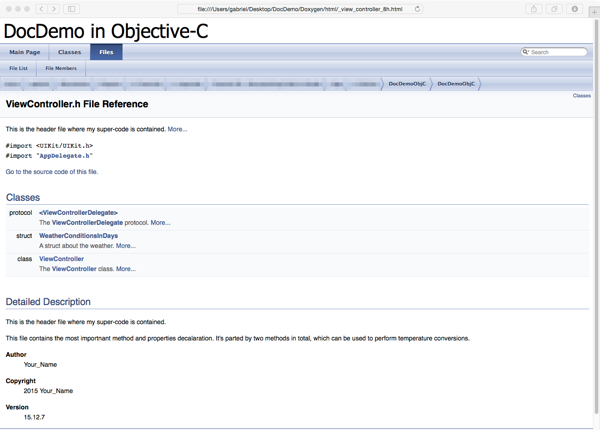 file:///Users/gabriel/Desktop/DocDemo/Doxygen/html/_view_controller_8h.html
DocDemo in Objective-C
Main Page Classes Files Search
File List File Members
DocDemoObjC DocDemoObjC
Classes
ViewController.h File Reference
This is the header file where my super-code is contained. More...
#import <UIKit/UIKit.h>
#import "AppDelegate.h"
Go to the source code of this file.
Classes
protocol <ViewControllerDelegate>
The ViewControllerDelegate protocol. More...
struct WeatherConditionsInDays
A struct about the weather. More...
class ViewController
The ViewController class. More...
Detailed Description
This is the header file where my super-code is contained.
This file contains the most importnant method and properties decalaration. It's parted by two methods in total, which can be used to perform temperature conversions.
Author
Your_Name
Copyright
2015 Your_Name
Version
15.12.7